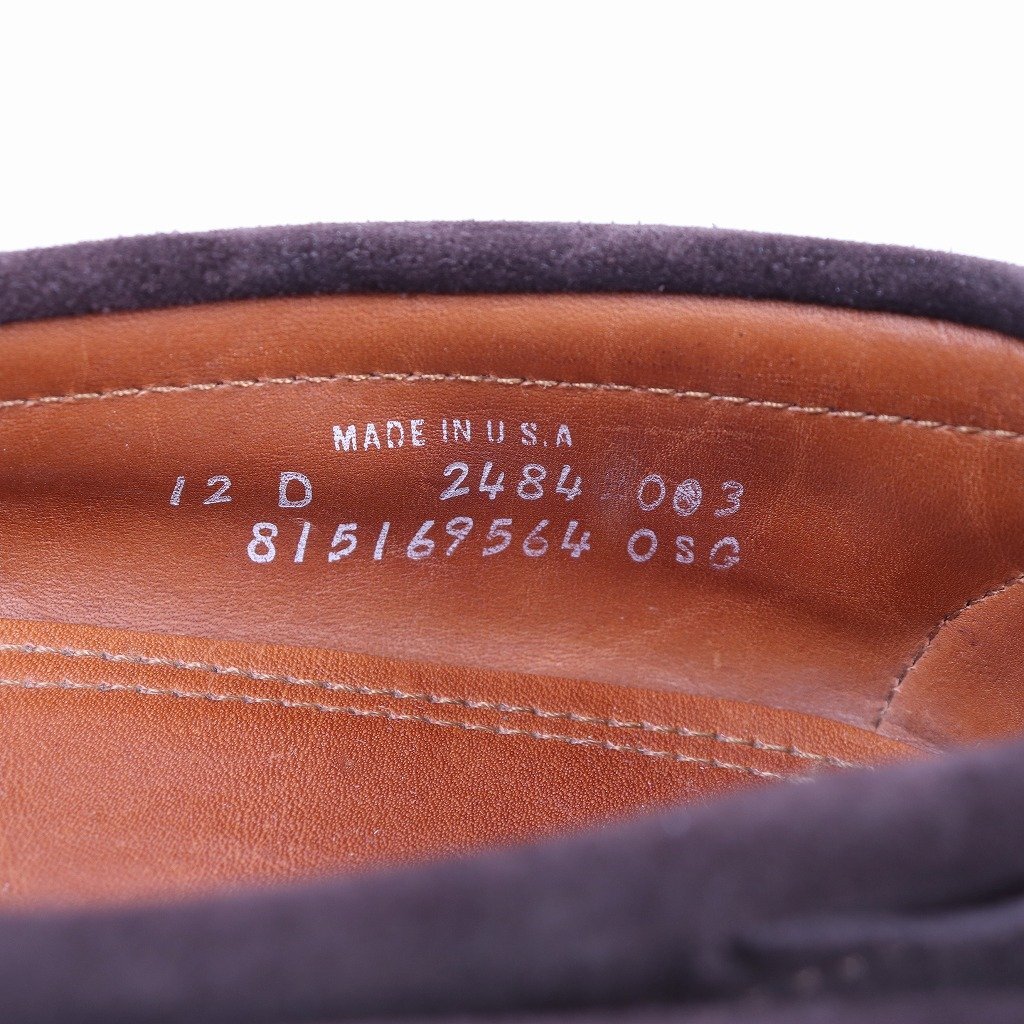 MADE IN U S.A
12 D 2484 003
815169564 OSG